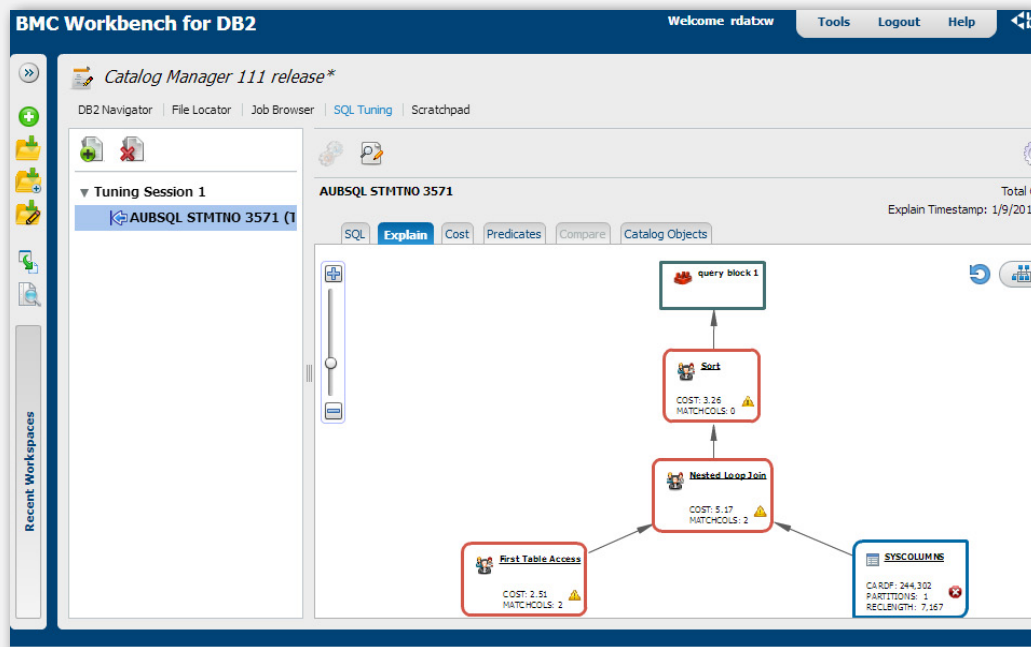 BMC Workbench for DB2
Welcome rdatxw
Tools
Logout
Help
Catalog Manager 111 release*
DB2 Navigator
File Locator
Job Browser
SQL Tuning
Scratchpad
Tuning Session 1
AUBSQL STMTNO 3571 (T
AUBSQL STMTNO 3571
Total
Explain Timestamp: 1/9/201
SQL
Explain
Cost
Predicates
Compare
Catalog Objects
query block 1
Sort
COST: 3.26
MATCHCOLS: 0
Nested Loop Join
COST: 5.17
MATCHCOLS: 2
First Table Access
COST: 2.51
MATCHCOLS: 2
SYSCOLUMNS
CARDF: 244,302
PARTITIONS: 1
RECLENGTH: 7,167
Recent Workspaces